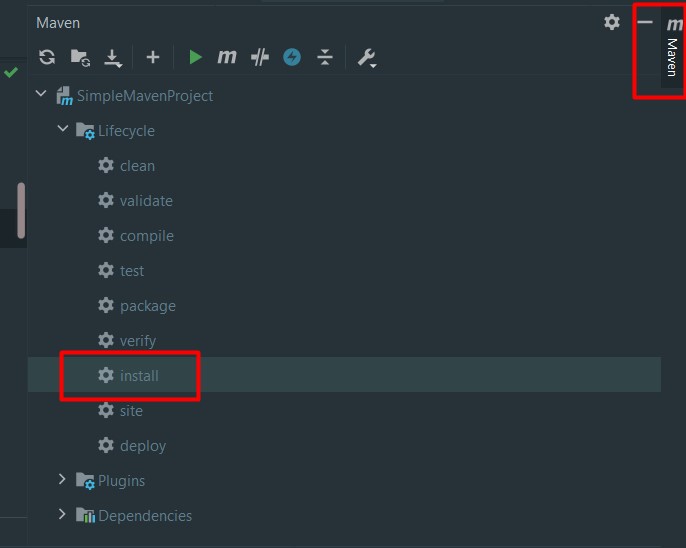 Maven
m
Maven
m
SimpleMavenProject
Lifecycle
clean
validate
compile
test
package
verify
install
site
deploy
Plugins
Dependencies